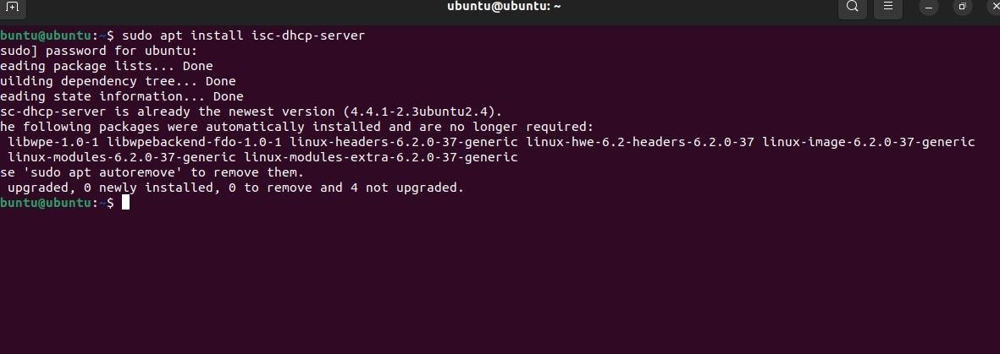 ubuntu@ubuntu: ~
buntu@ubuntu:~$ sudo apt install isc-dhcp-server
sudo] password for ubuntu:
eading package lists... Done
uilding dependency tree... Done
eading state information... Done
sc-dhcp-server is already the newest version (4.4.1-2.3ubuntu2.4).
he following packages were automatically installed and are no longer required:
libwpe-1.0-1 libwpebackend-fdo-1.0-1 linux-headers-6.2.0-37-generic linux-hwe-6.2-headers-6.2.0-37 linux-image-6.2.0-37-generic
linux-modules-6.2.0-37-generic linux-modules-extra-6.2.0-37-generic
se 'sudo apt autoremove' to remove them.
upgraded, 0 newly installed, 0 to remove and 4 not upgraded.
buntu@ubuntu:~$